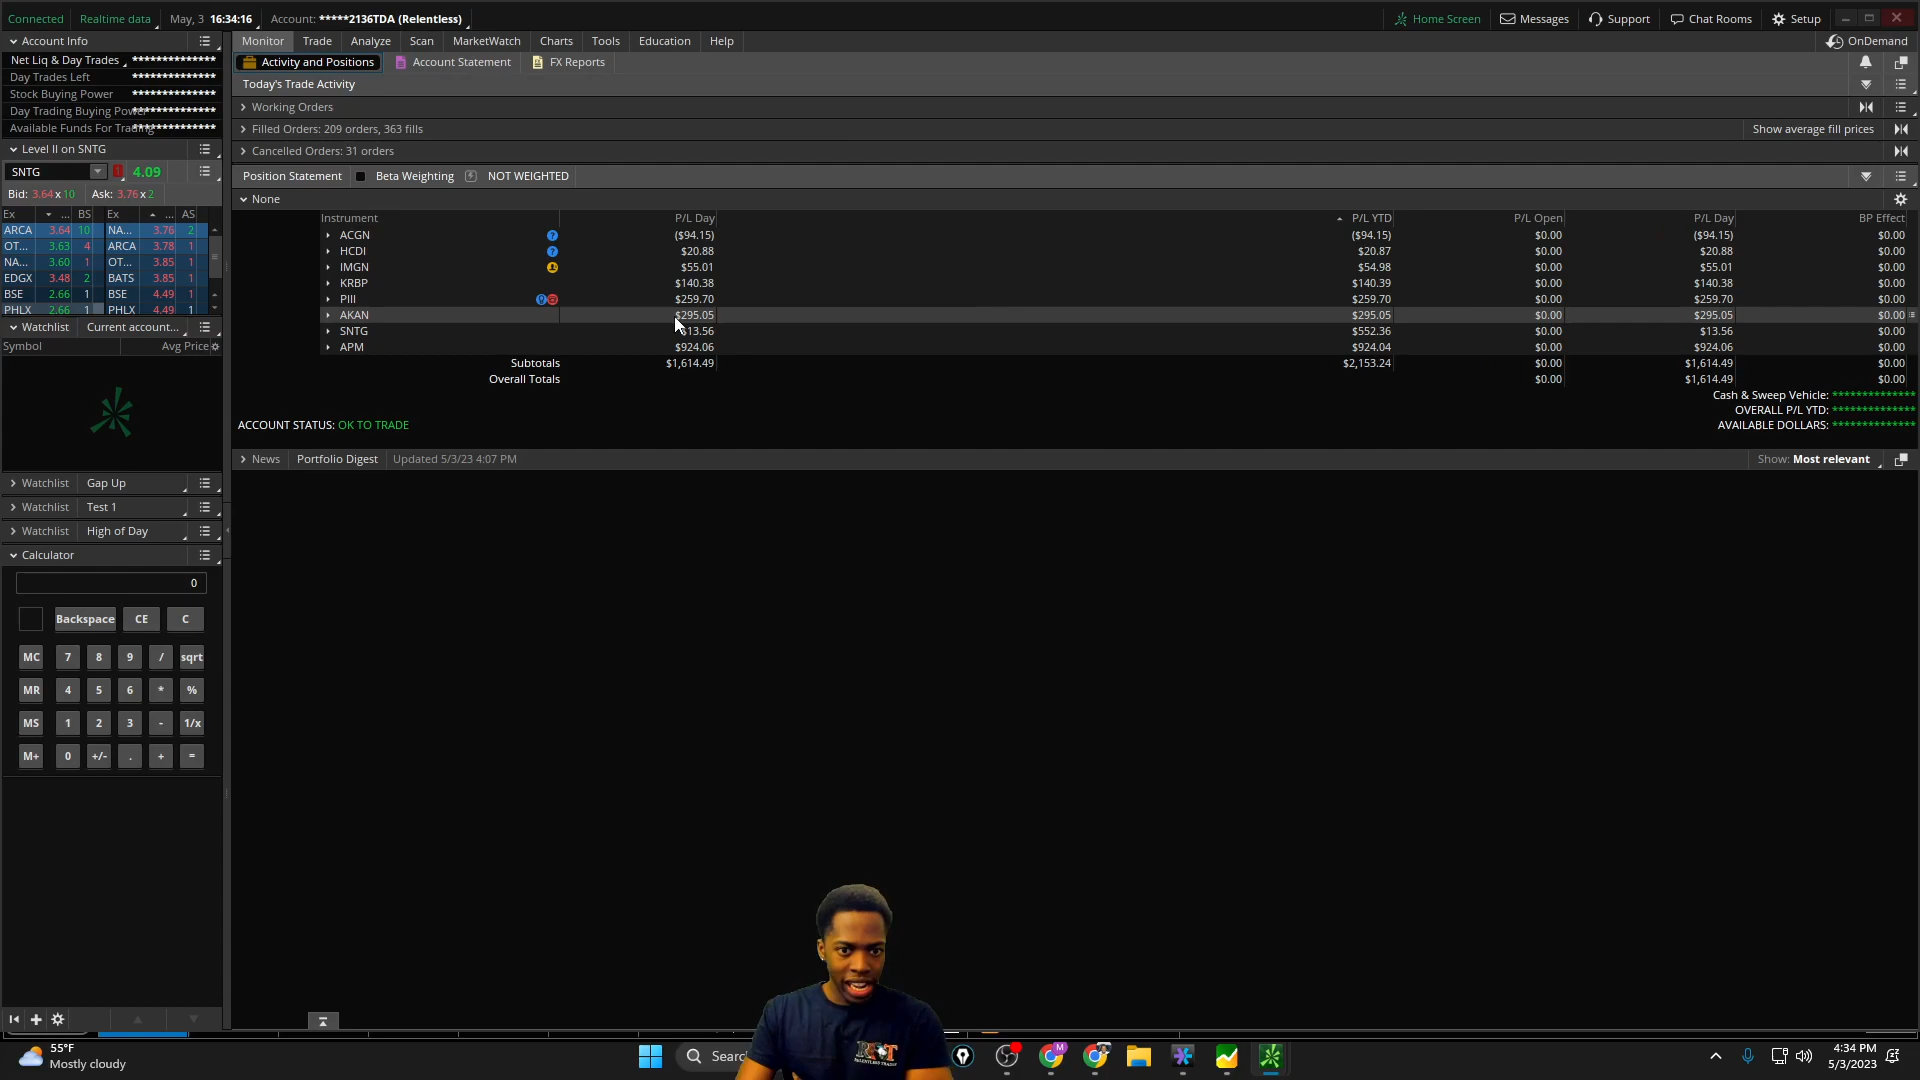 Connected Realtime data May, 3 16:34:16 Account: *****2136TDA (Relentless) Home Screen Messages Support Chat Rooms Setup
Account Info Monitor Trade Analyze Scan MarketWatch Charts Tools Education Help OnDemand
Net Liq & Day Trades **************
Day Trades Left **************
Stock Buying Power **************
Day Trading Buying Power **************
Available Funds For Trading **************
Activity and Positions Account Statement FX Reports
Today's Trade Activity
Working Orders
Filled Orders: 209 orders, 363 fills Show average fill prices
Cancelled Orders: 31 orders
Position Statement Beta Weighting NOT WEIGHTED
None
Instrument P/L Day P/L YTD P/L Open P/L Day BP Effect
ACGN ($94.15) ($94.15) $0.00 ($94.15) $0.00
HCDI $20.88 $20.87 $0.00 $20.88 $0.00
IMGN $55.01 $54.98 $0.00 $55.01 $0.00
KRBP $140.38 $140.39 $0.00 $140.38 $0.00
PIII $259.70 $259.70 $0.00 $259.70 $0.00
AKAN $295.05 $295.05 $0.00 $295.05 $0.00
SNTG $13.56 $552.36 $0.00 $13.56 $0.00
APM $924.06 $924.04 $0.00 $924.06 $0.00
Subtotals $1,614.49 $2,153.24 $0.00 $1,614.49 $0.00
Overall Totals $0.00 $1,614.49 $0.00
Cash & Sweep Vehicle: **************
OVERALL P/L YTD: **************
AVAILABLE DOLLARS: **************
ACCOUNT STATUS: OK TO TRADE
News Portfolio Digest Updated 5/3/23 4:07 PM Show: Most relevant
Level II on SNTG
SNTG 4.09
Bid: 3.64 x 10 Ask: 3.76 x 2
Ex ... BS Ex ... AS
ARCA 3.64 10 NA... 3.76 2
OT... 3.63 4 ARCA 3.78 1
NA... 3.60 1 OT... 3.85 1
EDGX 3.48 2 BATS 3.85 1
BSE 2.66 1 BSE 4.49 1
PHLX 2.66 1 PHLX 4.49 1
Watchlist Current account...
Symbol Avg Price
Watchlist Gap Up
Watchlist Test 1
Watchlist High of Day
Calculator
0
Backspace CE C
MC 7 8 9 / sqrt
MR 4 5 6 * %
MS 1 2 3 - 1/x
M+ 0 +/- . + =
RELENTLESS
55°F
Mostly cloudy
Searc
M
4:34 PM
5/3/2023